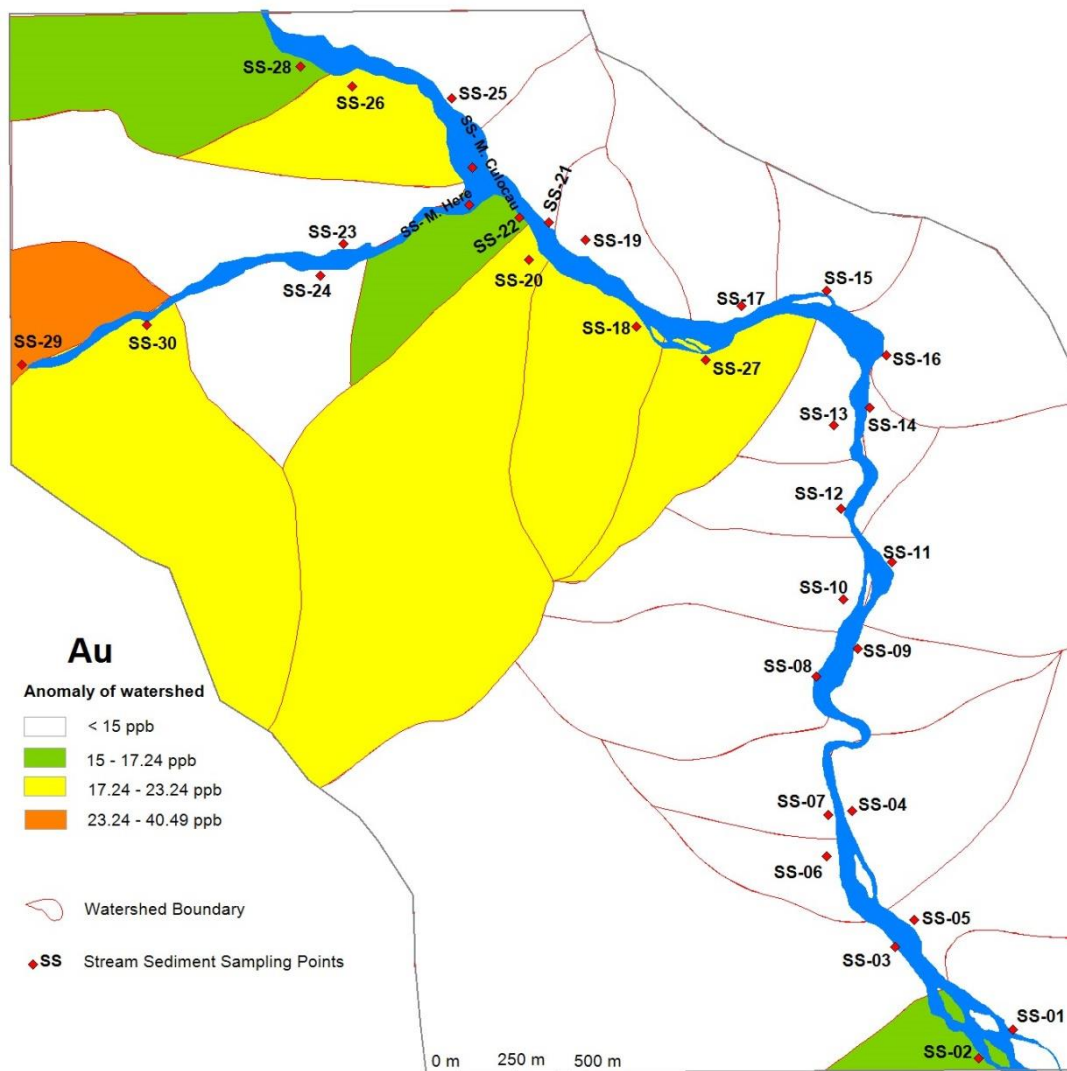 SS-28
SS-26
SS-25
SS- M. Culocau
SS- M. Here
SS-21
SS-22
SS-19
SS-23
SS-24
SS-20
SS-17
SS-15
SS-18
SS-27
SS-16
SS-29
SS-30
SS-13
SS-14
SS-12
SS-11
SS-10
SS-09
SS-08
SS-07
SS-04
SS-06
SS-05
SS-03
SS-01
SS-02
Au
Anomaly of watershed
< 15 ppb
15 - 17.24 ppb
17.24 - 23.24 ppb
23.24 - 40.49 ppb
Watershed Boundary
SS Stream Sediment Sampling Points
0 m 250 m 500 m